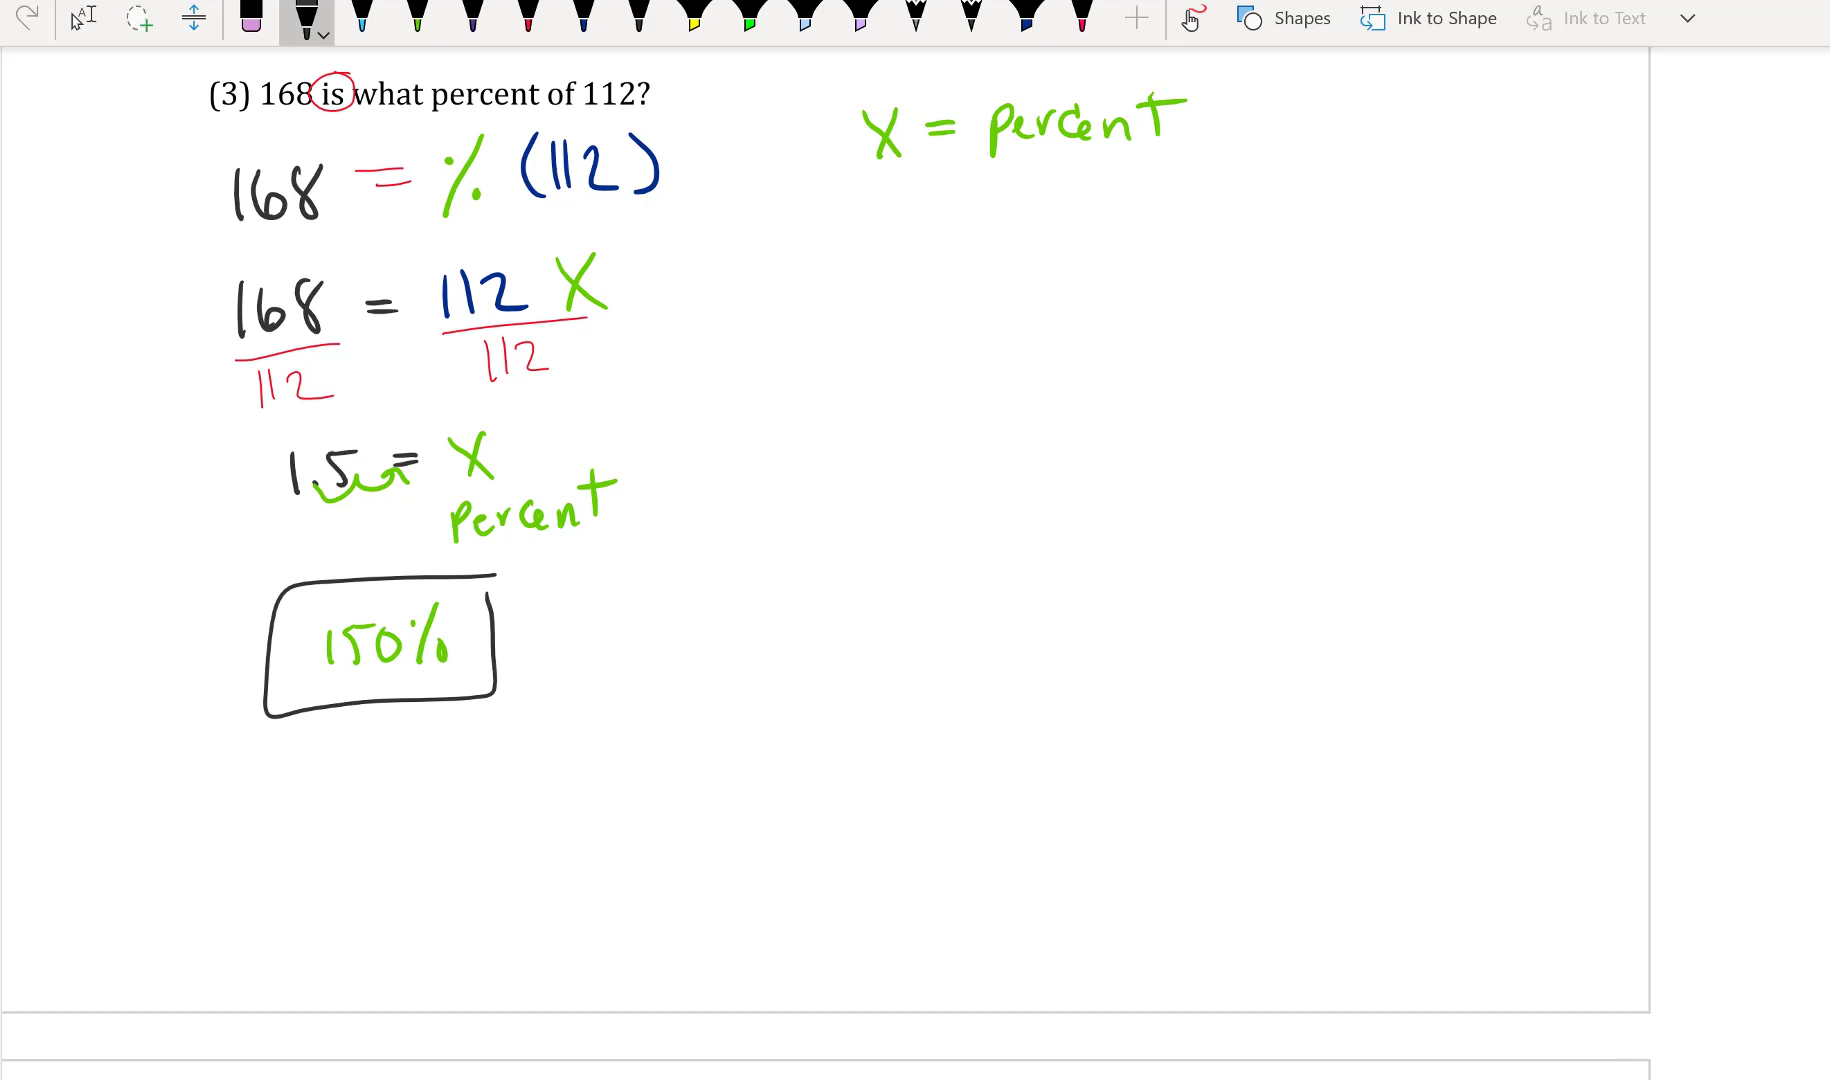 Shapes Ink to Shape Ink to Text
(3) 168 is what percent of 112?
X = percent
168 = % (112)
168 = 112 X
112 112
1.5 = X
percent
150%